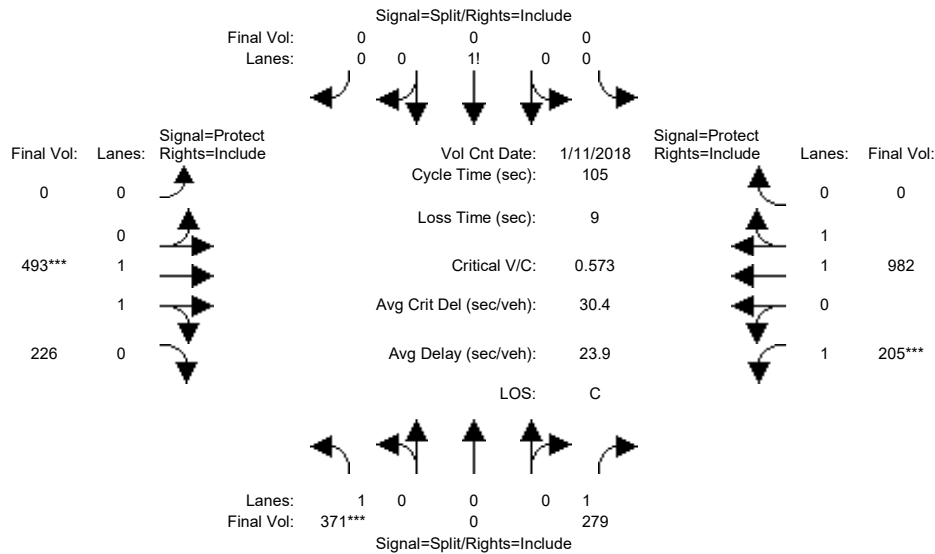 Signal=Split/Rights=Include
Final Vol: 0 0 0
Lanes: 0 0 1! 0 0
Signal=Protect Signal=Protect
Final Vol: Lanes: Rights=Include Vol Cnt Date: 1/11/2018 Rights=Include Lanes: Final Vol:
Cycle Time (sec): 105
0 0 0 0
Loss Time (sec): 9
0 1
493*** 1 Critical V/C: 0.573 1 982
1 Avg Crit Del (sec/veh): 30.4 0
226 0 Avg Delay (sec/veh): 23.9 1 205***
LOS: C
Lanes: 1 0 0 0 1
Final Vol: 371*** 0 279
Signal=Split/Rights=Include